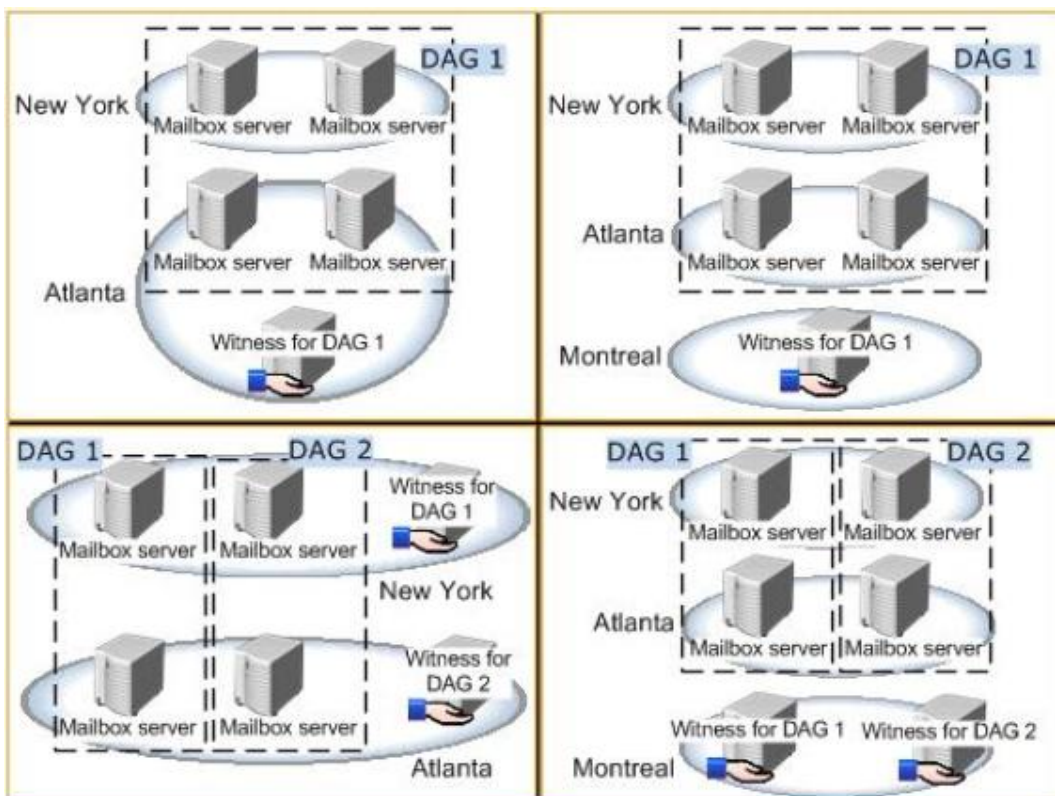 DAG 1
New York
Mailbox server Mailbox server
Mailbox server Mailbox server
Atlanta
Witness for DAG 1
DAG 1
New York
Mailbox server Mailbox server
Atlanta
Mailbox server Mailbox server
Montreal
Witness for DAG 1
DAG 1 DAG 2
Witness for
DAG 1
Mailbox server Mailbox server
New York
Witness for
DAG 2
Mailbox server Mailbox server
Atlanta
DAG 1 DAG 2
New York
Mailbox server Mailbox server
Atlanta
Mailbox server Mailbox server
Witness for DAG 1 Witness for DAG 2
Montreal